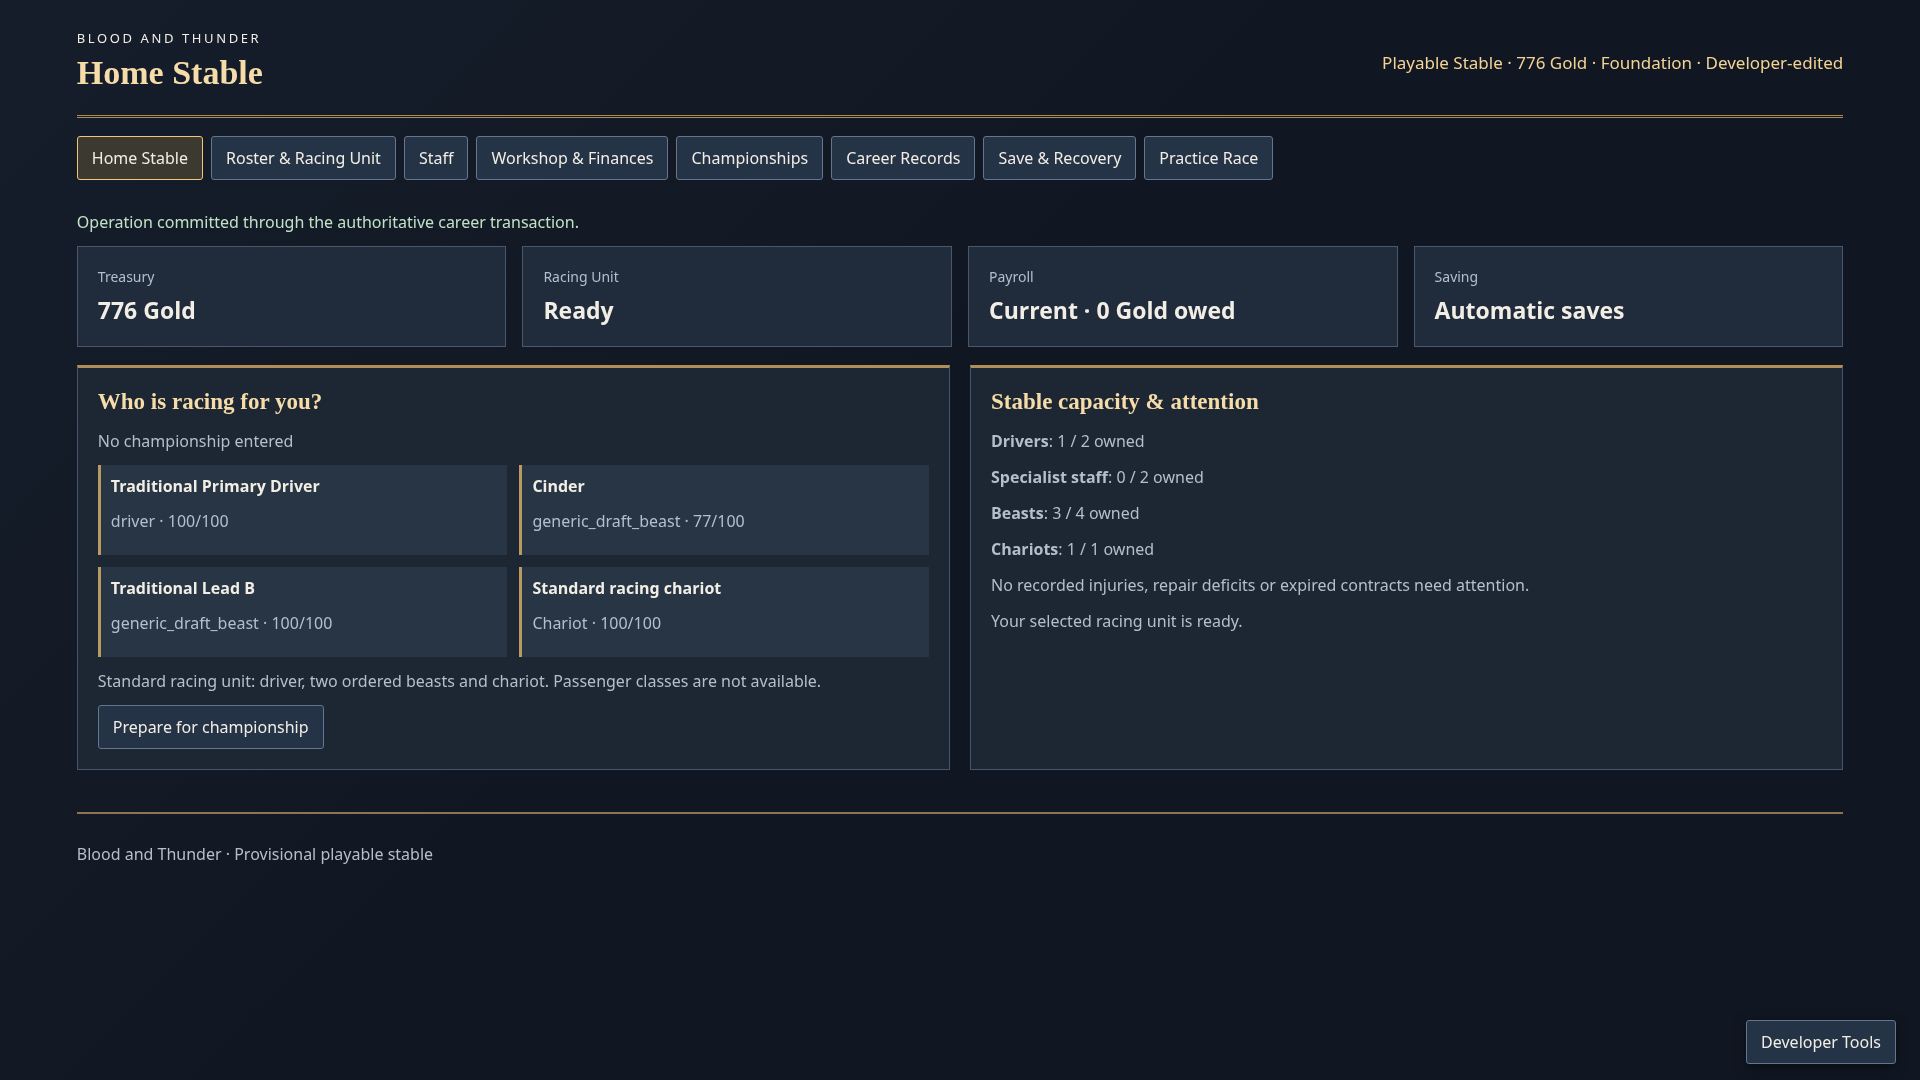 BLOOD AND THUNDER
Home Stable
Playable Stable · 776 Gold · Foundation · Developer-edited
Home Stable
Roster & Racing Unit
Staff
Workshop & Finances
Championships
Career Records
Save & Recovery
Practice Race
Operation committed through the authoritative career transaction.
Treasury
776 Gold
Racing Unit
Ready
Payroll
Current · 0 Gold owed
Saving
Automatic saves
Who is racing for you?
No championship entered
Traditional Primary Driver
driver · 100/100
Cinder
generic_draft_beast · 77/100
Traditional Lead B
generic_draft_beast · 100/100
Standard racing chariot
Chariot · 100/100
Standard racing unit: driver, two ordered beasts and chariot. Passenger classes are not available.
Prepare for championship
Stable capacity & attention
Drivers: 1 / 2 owned
Specialist staff: 0 / 2 owned
Beasts: 3 / 4 owned
Chariots: 1 / 1 owned
No recorded injuries, repair deficits or expired contracts need attention.
Your selected racing unit is ready.
Blood and Thunder · Provisional playable stable
Developer Tools